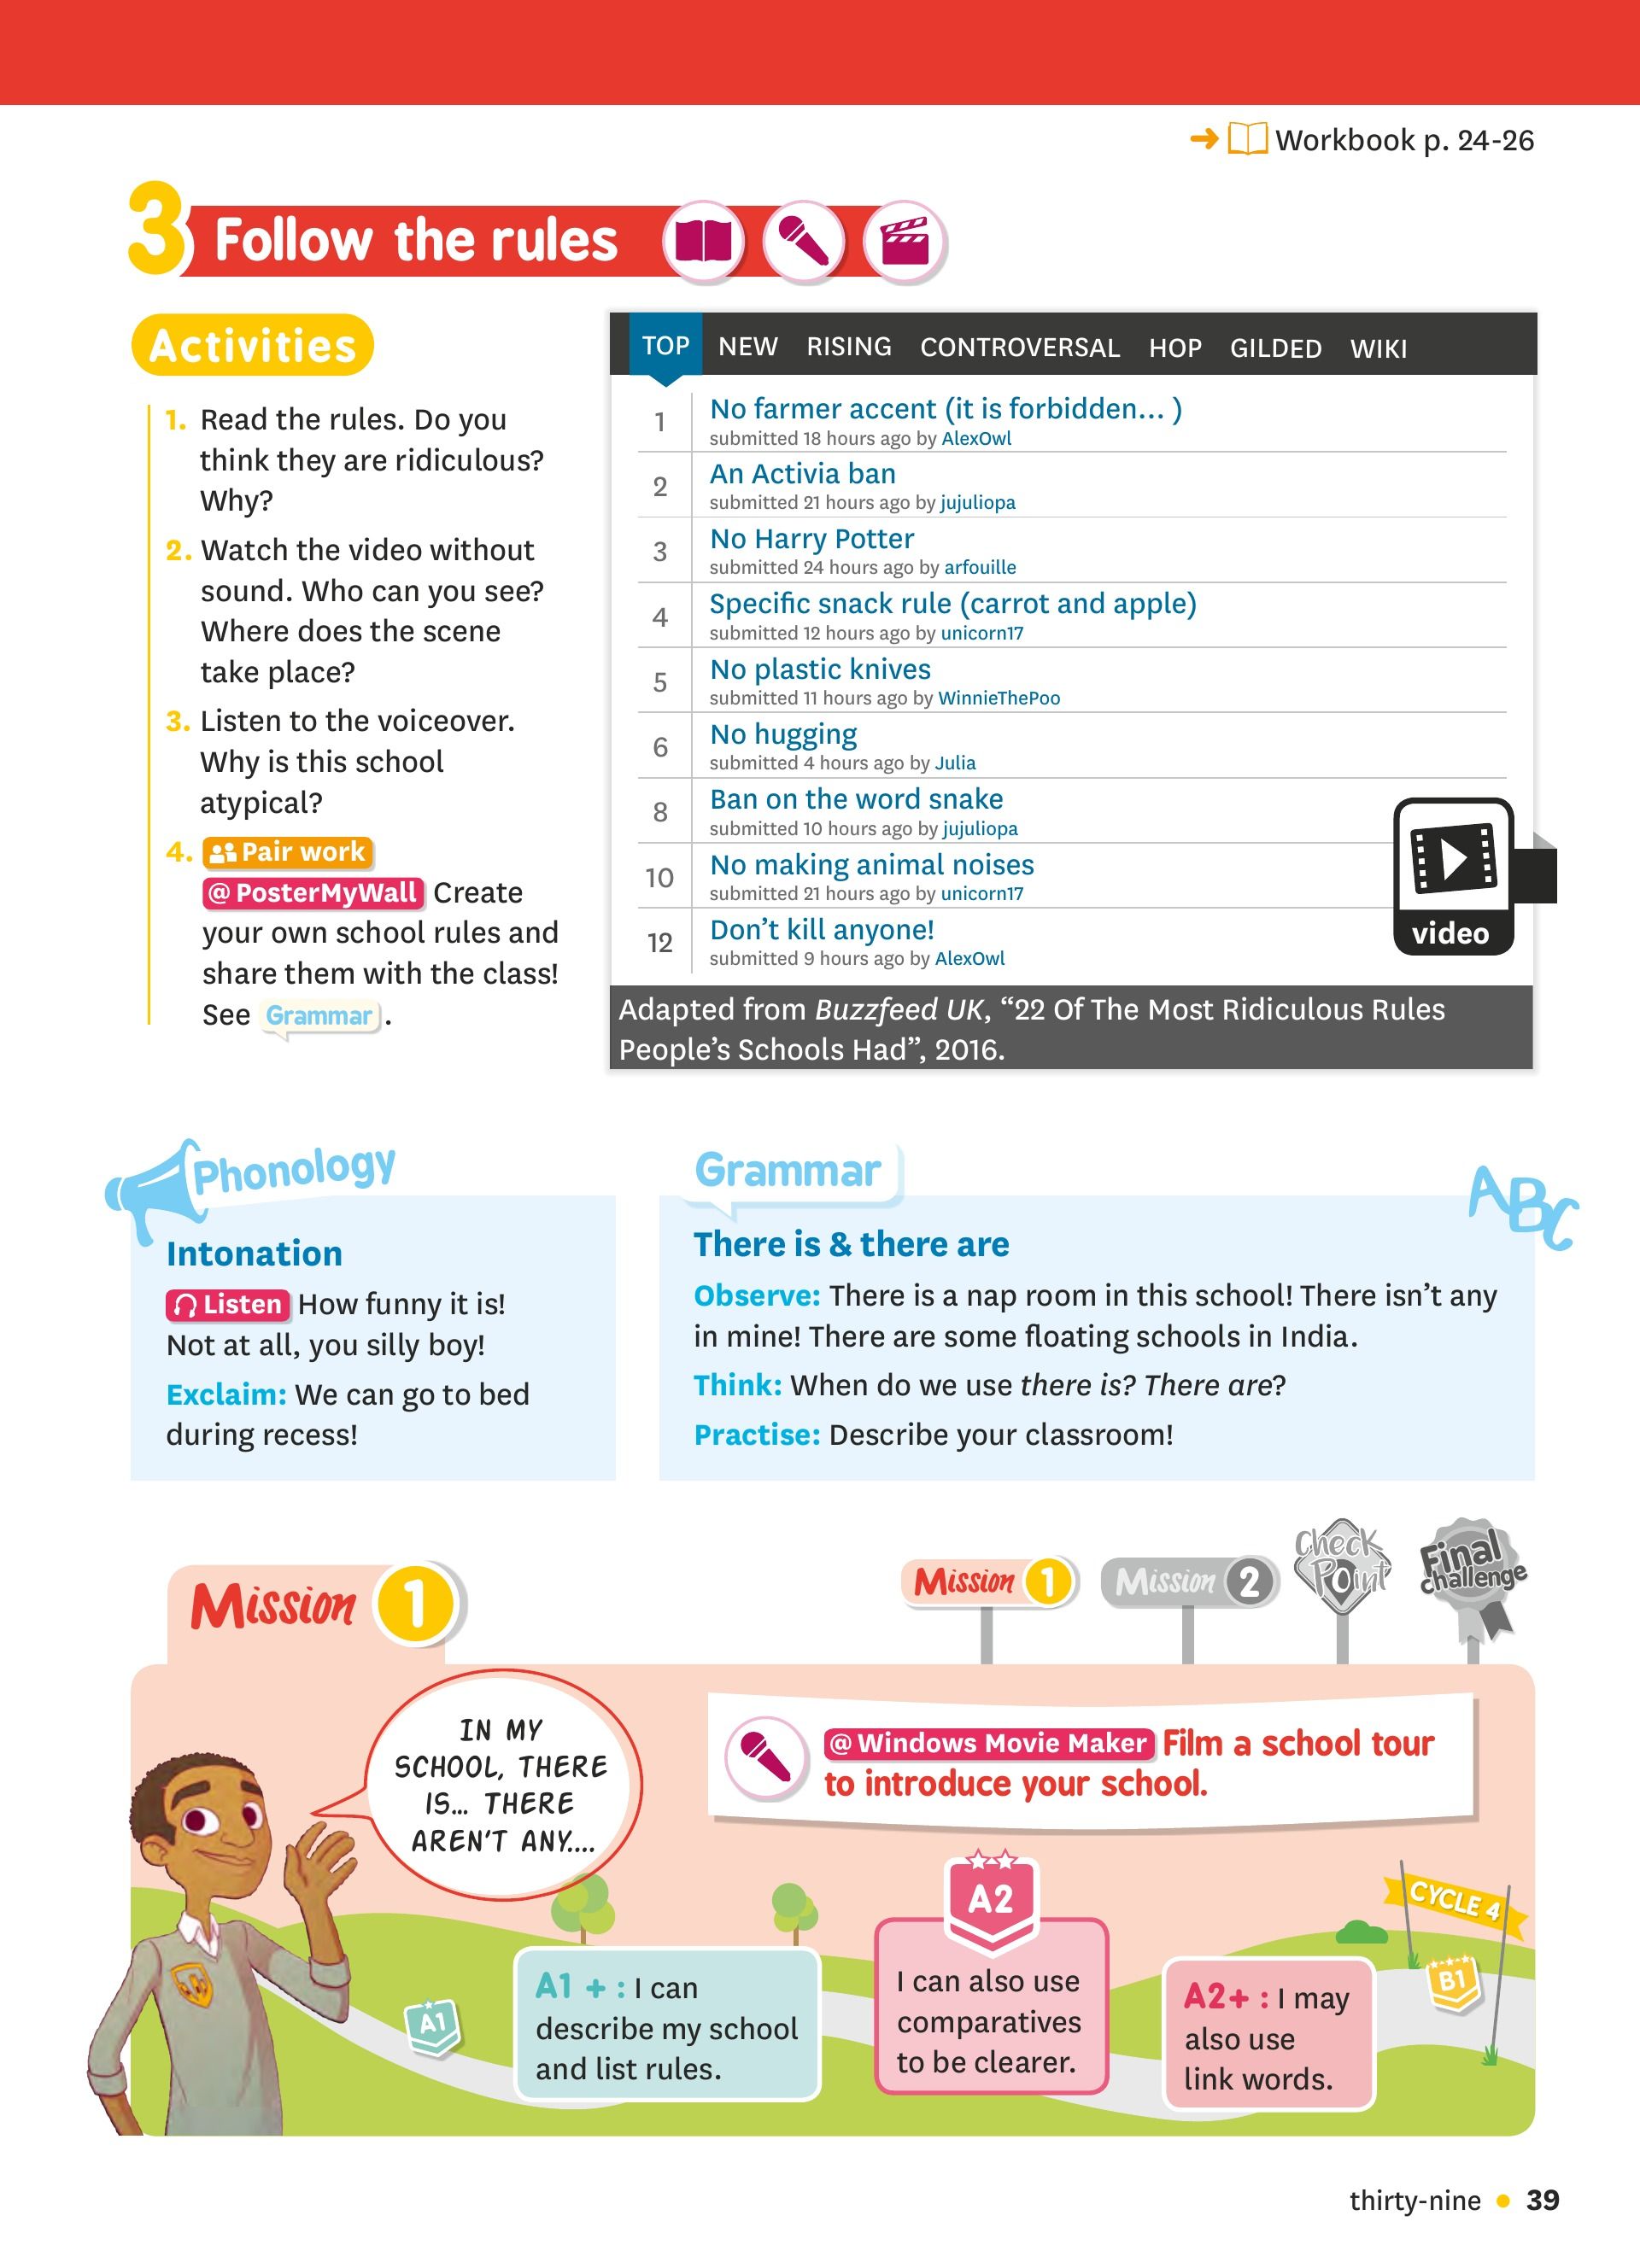 Workbook p. 24-26
3 Follow the rules
Activities
1. Read the rules. Do you
think they are ridiculous?
Why?
2. Watch the video without
sound. Who can you see?
Where does the scene
take place?
3. Listen to the voiceover.
Why is this school
atypical?
4. Pair work
@ PosterMyWall Create
your own school rules and
share them with the class!
See Grammar .
TOP NEW RISING CONTROVERSAL HOP GILDED WIKI
1 No farmer accent (it is forbidden... )
submitted 18 hours ago by AlexOwl
2 An Activia ban
submitted 21 hours ago by jujuliopa
3 No Harry Potter
submitted 24 hours ago by arfouille
4 Specific snack rule (carrot and apple)
submitted 12 hours ago by unicorn17
5 No plastic knives
submitted 11 hours ago by WinnieThePoo
6 No hugging
submitted 4 hours ago by Julia
8 Ban on the word snake
submitted 10 hours ago by jujuliopa
10 No making animal noises
submitted 21 hours ago by unicorn17
12 Don't kill anyone!
submitted 9 hours ago by AlexOwl
video
Adapted from Buzzfeed UK, “22 Of The Most Ridiculous Rules
People's Schools Had”, 2016.
Phonology
Intonation
Listen How funny it is!
Not at all, you silly boy!
Exclaim: We can go to bed
during recess!
Grammar
ABC
There is & there are
Observe: There is a nap room in this school! There isn't any
in mine! There are some floating schools in India.
Think: When do we use there is? There are?
Practise: Describe your classroom!
Mission 1
Mission 1
Mission 2
Check Point
Final challenge
IN MY
SCHOOL, THERE
IS... THERE
AREN'T ANY....
@ Windows Movie Maker Film a school tour
to introduce your school.
A1
A1 + : I can
describe my school
and list rules.
A2
I can also use
comparatives
to be clearer.
A2+ : I may
also use
link words.
CYCLE 4
B1
thirty-nine • 39